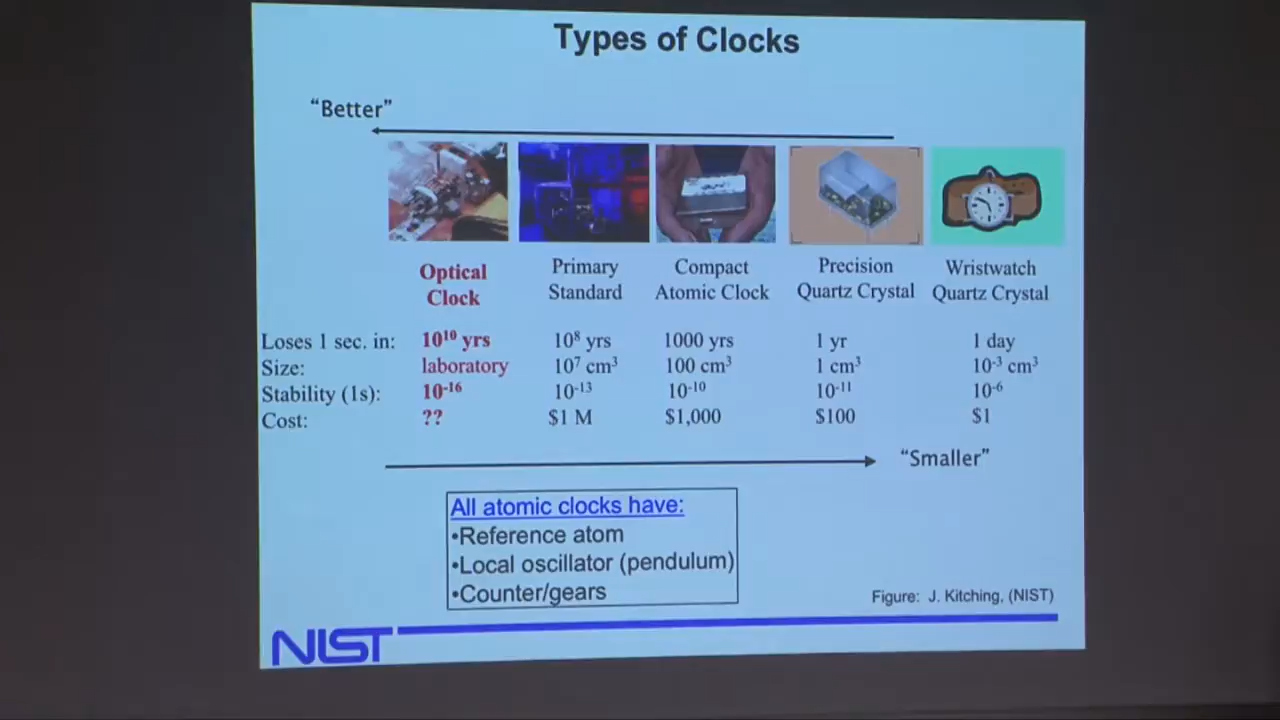 Types of Clocks
“Better”
Optical Clock
Primary Standard
Compact Atomic Clock
Precision Quartz Crystal
Wristwatch Quartz Crystal
Loses 1 sec. in: 10¹⁰ yrs 10⁸ yrs 1000 yrs 1 yr 1 day
Size: laboratory 10⁷ cm³ 100 cm³ 1 cm³ 10⁻³ cm³
Stability (1s): 10⁻¹⁶ 10⁻¹³ 10⁻¹⁰ 10⁻¹¹ 10⁻⁶
Cost: ?? $1 M $1,000 $100 $1
“Smaller”
All atomic clocks have:
•Reference atom
•Local oscillator (pendulum)
•Counter/gears
Figure: J. Kitching, (NIST)
NIST